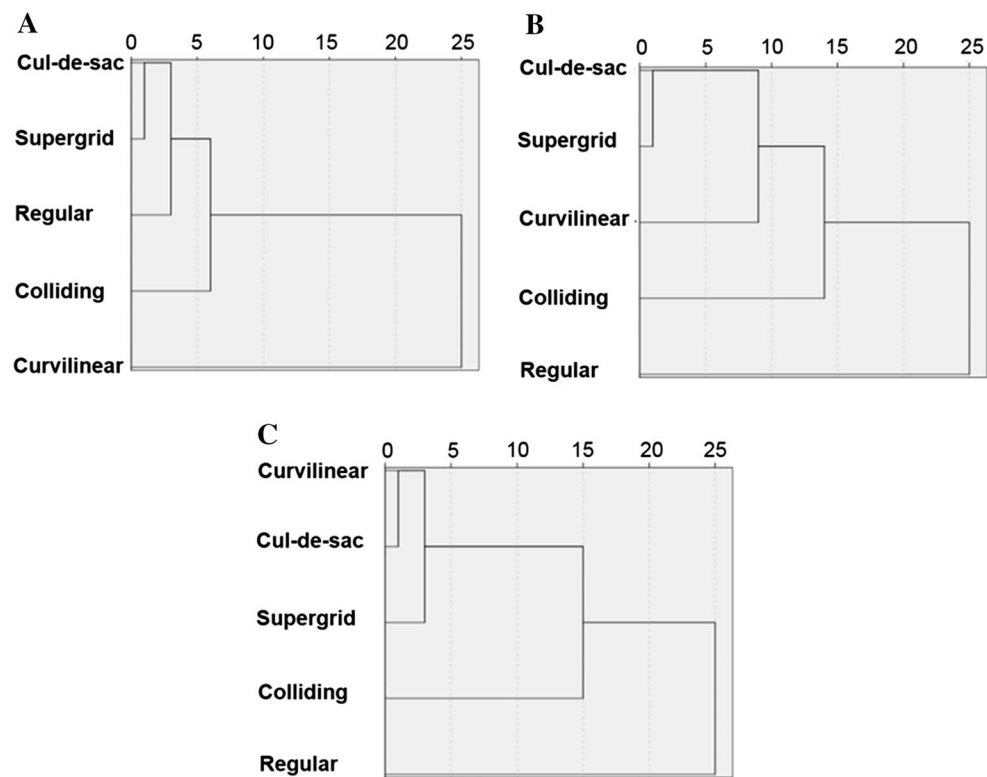 A
0 5 10 15 20 25
Cul-de-sac
Supergrid
Regular
Colliding
Curvilinear
B
0 5 10 15 20 25
Cul-de-sac
Supergrid
Curvilinear
Colliding
Regular
C
0 5 10 15 20 25
Curvilinear
Cul-de-sac
Supergrid
Colliding
Regular